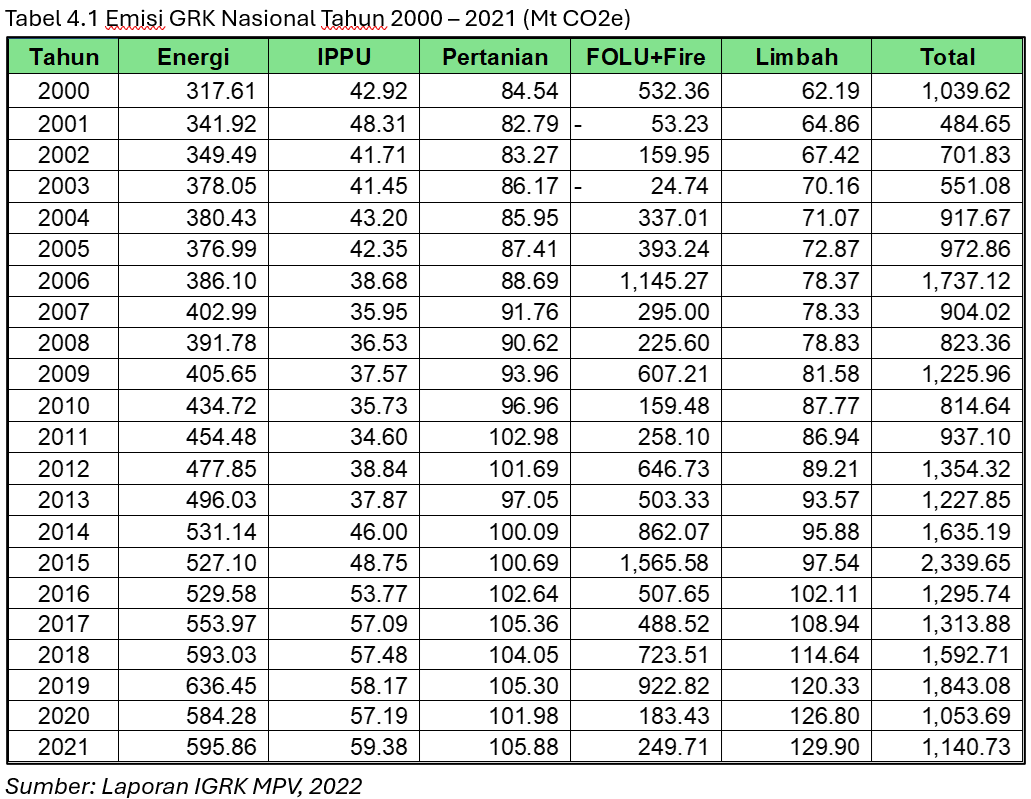 Tabel 4.1 Emisi GRK Nasional Tahun 2000 – 2021 (Mt CO2e)
Tahun Energi IPPU Pertanian FOLU+Fire Limbah Total
2000 317.61 42.92 84.54 532.36 62.19 1,039.62
2001 341.92 48.31 82.79 - 53.23 64.86 484.65
2002 349.49 41.71 83.27 159.95 67.42 701.83
2003 378.05 41.45 86.17 - 24.74 70.16 551.08
2004 380.43 43.20 85.95 337.01 71.07 917.67
2005 376.99 42.35 87.41 393.24 72.87 972.86
2006 386.10 38.68 88.69 1,145.27 78.37 1,737.12
2007 402.99 35.95 91.76 295.00 78.33 904.02
2008 391.78 36.53 90.62 225.60 78.83 823.36
2009 405.65 37.57 93.96 607.21 81.58 1,225.96
2010 434.72 35.73 96.96 159.48 87.77 814.64
2011 454.48 34.60 102.98 258.10 86.94 937.10
2012 477.85 38.84 101.69 646.73 89.21 1,354.32
2013 496.03 37.87 97.05 503.33 93.57 1,227.85
2014 531.14 46.00 100.09 862.07 95.88 1,635.19
2015 527.10 48.75 100.69 1,565.58 97.54 2,339.65
2016 529.58 53.77 102.64 507.65 102.11 1,295.74
2017 553.97 57.09 105.36 488.52 108.94 1,313.88
2018 593.03 57.48 104.05 723.51 114.64 1,592.71
2019 636.45 58.17 105.30 922.82 120.33 1,843.08
2020 584.28 57.19 101.98 183.43 126.80 1,053.69
2021 595.86 59.38 105.88 249.71 129.90 1,140.73
Sumber: Laporan IGRK MPV, 2022